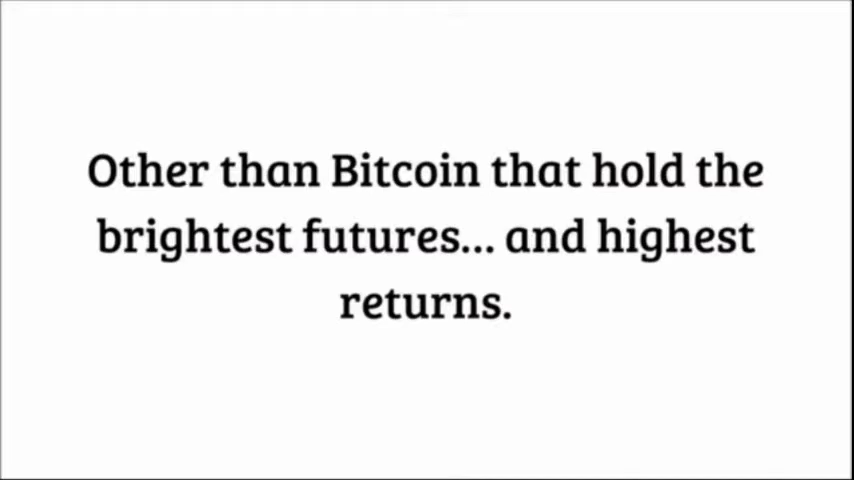 Other than Bitcoin that hold the
brightest futures... and highest
returns.